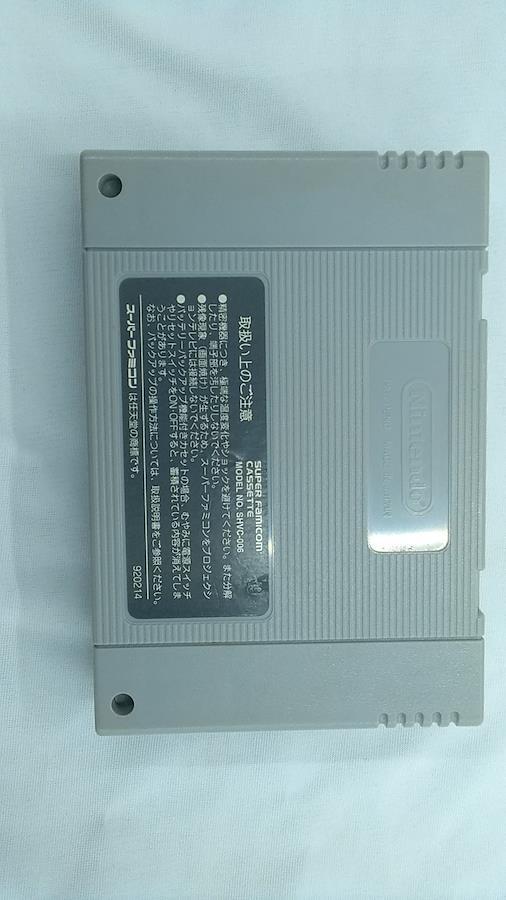 取扱い上のご注意
SUPER FAMICOM
CASSETTE
MODEL NO. SHVC-006
●精密機器につき、極端な温度変化やショックを避けてください。また分解
したり、端子部を汚したりしないでください。
●残像現象（画面焼け）が生ずるため、スーパーファミコンをプロジェクシ
ョンテレビには接続しないでください。
●バッテリーバックアップ機能付きカセットの場合、むやみに電源スイッチ
やリセットスイッチをON・OFFすると、蓄積されている内容が消えてしま
うことがあります。
なお、バックアップの操作方法については、取扱説明書をご参照ください。
スーパーファミコンは任天堂の商標です。
920214
Nintendo